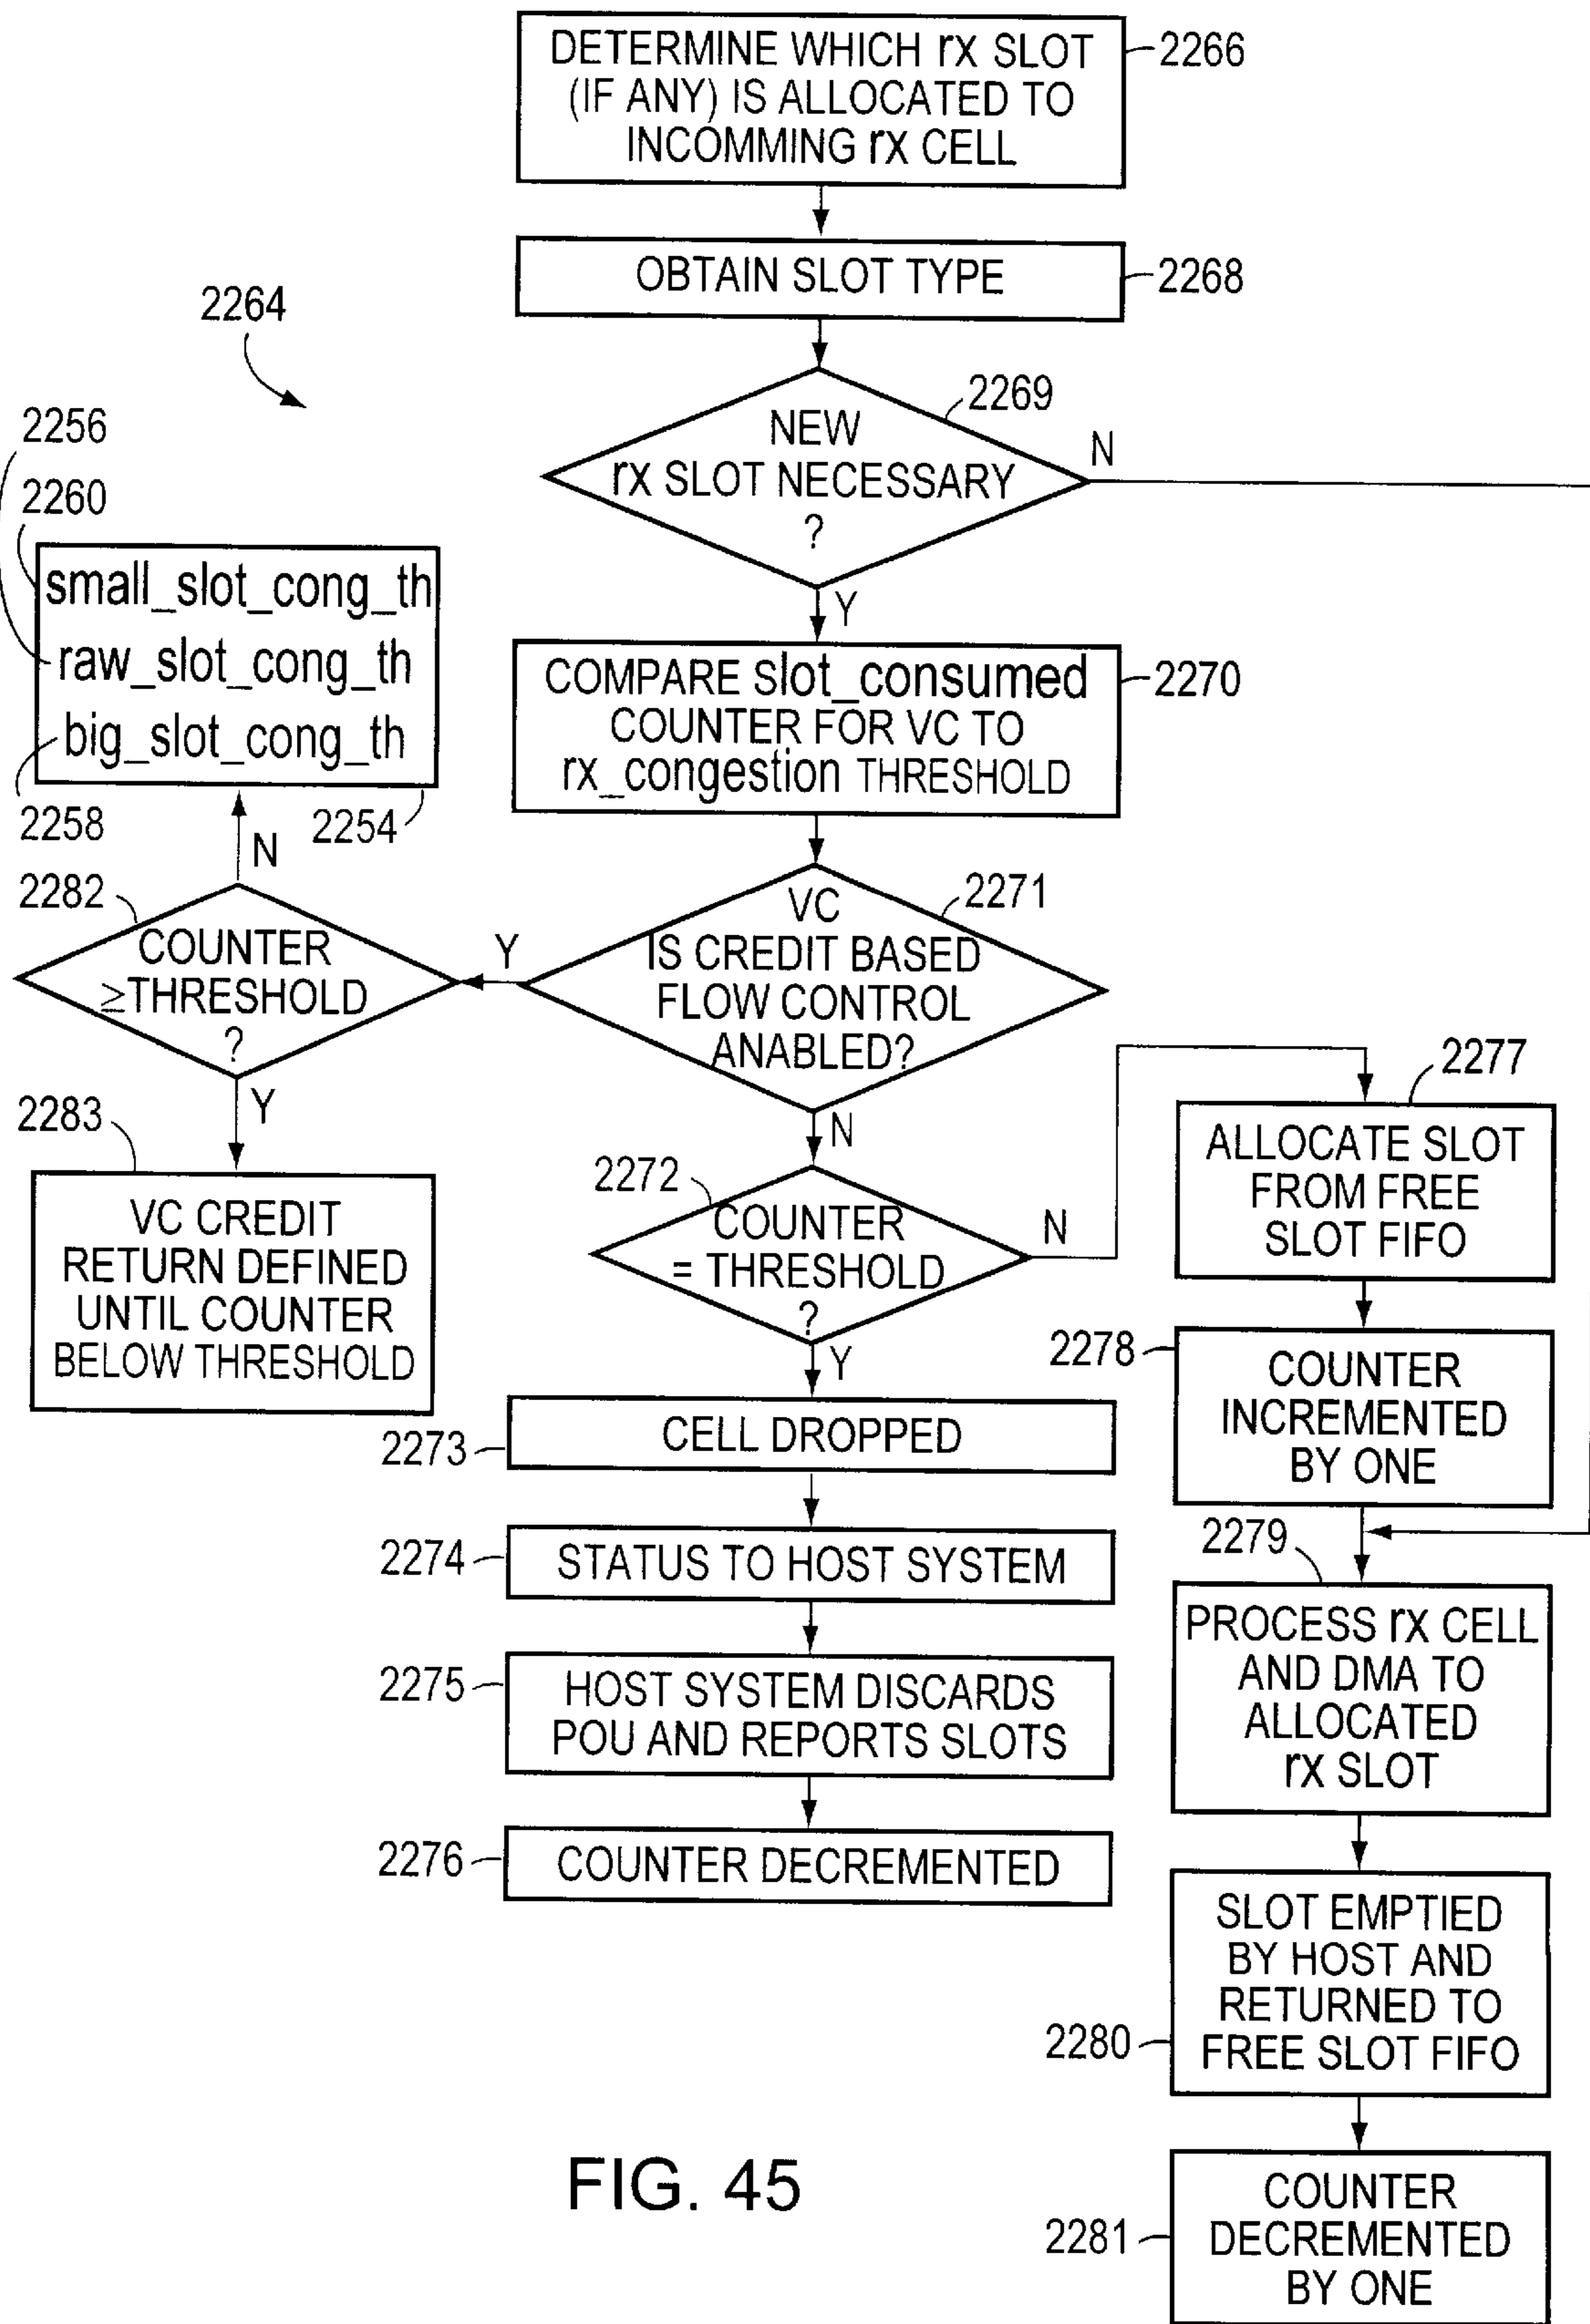 DETERMINE WHICH rx SLOT
(IF ANY) IS ALLOCATED TO
INCOMMING rx CELL
2266
OBTAIN SLOT TYPE
2268
2264
NEW
rx SLOT NECESSARY
?
2269
N
Y
2256
2260
small_slot_cong_th
raw_slot_cong_th
big_slot_cong_th
2258
2254
COMPARE slot_consumed
COUNTER FOR VC TO
rx_congestion THRESHOLD
2270
N
2282
COUNTER
≥THRESHOLD
?
Y
VC
IS CREDIT BASED
FLOW CONTROL
ANABLED?
2271
Y
N
2283
VC CREDIT
RETURN DEFINED
UNTIL COUNTER
BELOW THRESHOLD
2272
COUNTER
= THRESHOLD
?
N
Y
2277
ALLOCATE SLOT
FROM FREE
SLOT FIFO
2278
COUNTER
INCREMENTED
BY ONE
2273
CELL DROPPED
2274
STATUS TO HOST SYSTEM
2275
HOST SYSTEM DISCARDS
POU AND REPORTS SLOTS
2276
COUNTER DECREMENTED
2279
PROCESS rx CELL
AND DMA TO
ALLOCATED
rx SLOT
2280
SLOT EMPTIED
BY HOST AND
RETURNED TO
FREE SLOT FIFO
2281
COUNTER
DECREMENTED
BY ONE
FIG. 45